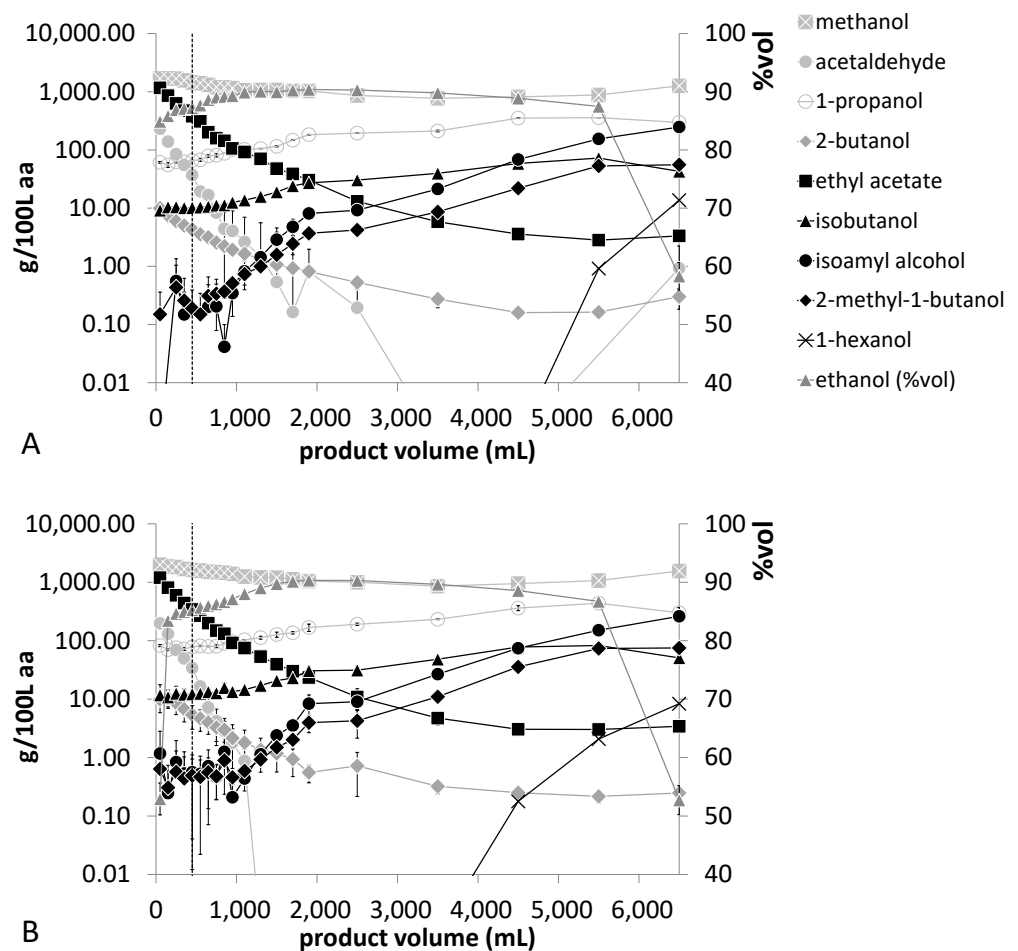 10,000.00
1,000.00
100.00
10.00
1.00
0.10
0.01
g/100L aa
100
90
80
70
60
50
40
%vol
0 1,000 2,000 3,000 4,000 5,000 6,000
product volume (mL)
A
methanol
acetaldehyde
1-propanol
2-butanol
ethyl acetate
isobutanol
isoamyl alcohol
2-methyl-1-butanol
1-hexanol
ethanol (%vol)
10,000.00
1,000.00
100.00
10.00
1.00
0.10
0.01
g/100L aa
100
90
80
70
60
50
40
%vol
0 1,000 2,000 3,000 4,000 5,000 6,000
product volume (mL)
B